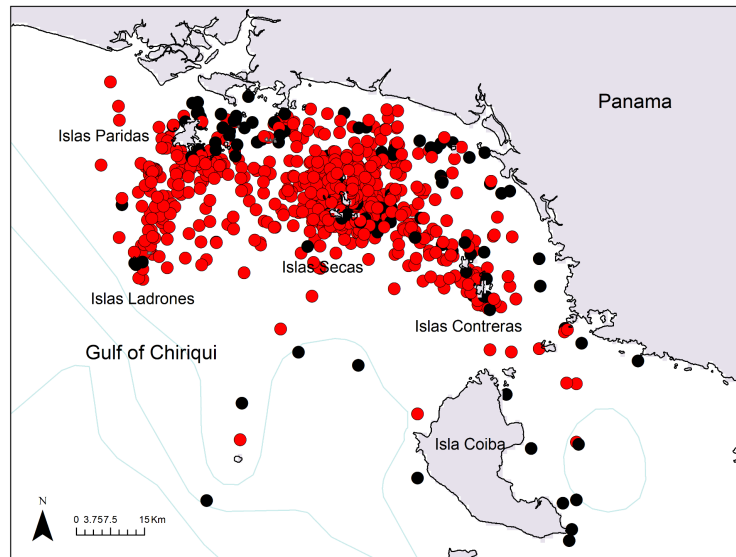 Panama
Islas Paridas
Islas Secas
Islas Ladrones
Islas Contreras
Gulf of Chiriqui
Isla Coiba
N
0 3.757.5 15 Km